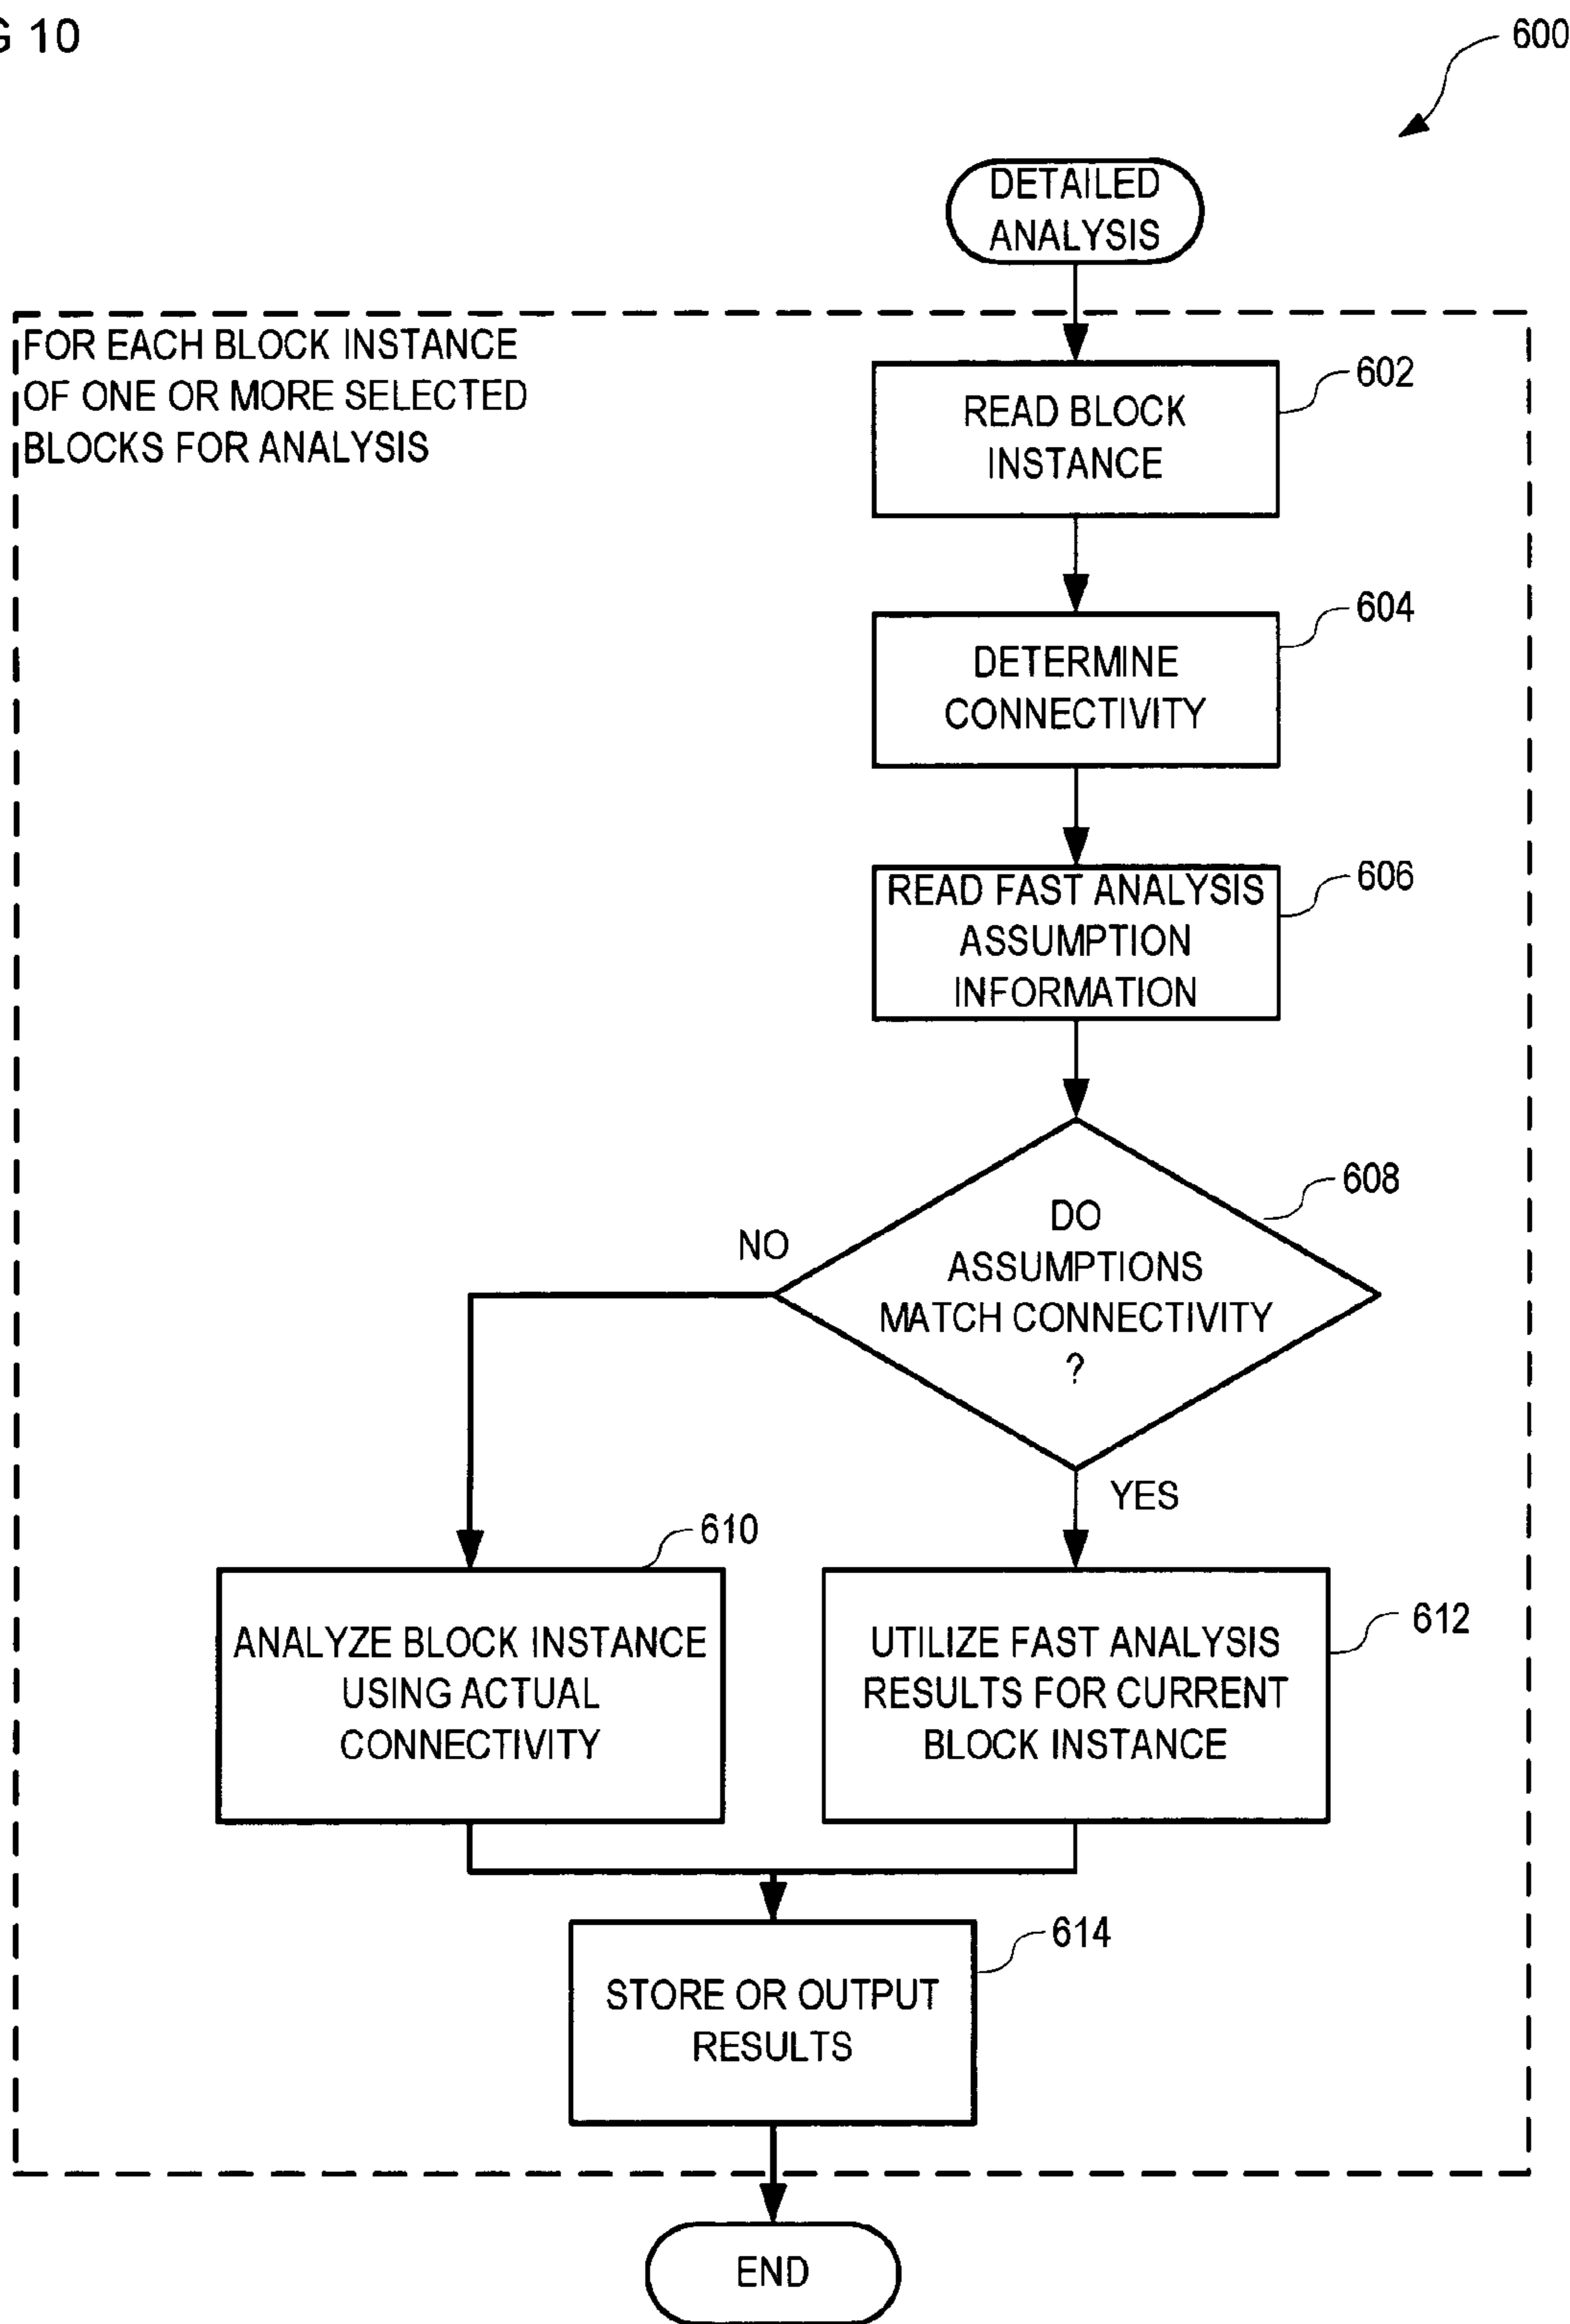 G 10
600
DETAILED
ANALYSIS
FOR EACH BLOCK INSTANCE
OF ONE OR MORE SELECTED
BLOCKS FOR ANALYSIS
602
READ BLOCK
INSTANCE
604
DETERMINE
CONNECTIVITY
606
READ FAST ANALYSIS
ASSUMPTION
INFORMATION
608
DO
ASSUMPTIONS
MATCH CONNECTIVITY
?
NO
YES
610
ANALYZE BLOCK INSTANCE
USING ACTUAL
CONNECTIVITY
612
UTILIZE FAST ANALYSIS
RESULTS FOR CURRENT
BLOCK INSTANCE
614
STORE OR OUTPUT
RESULTS
END